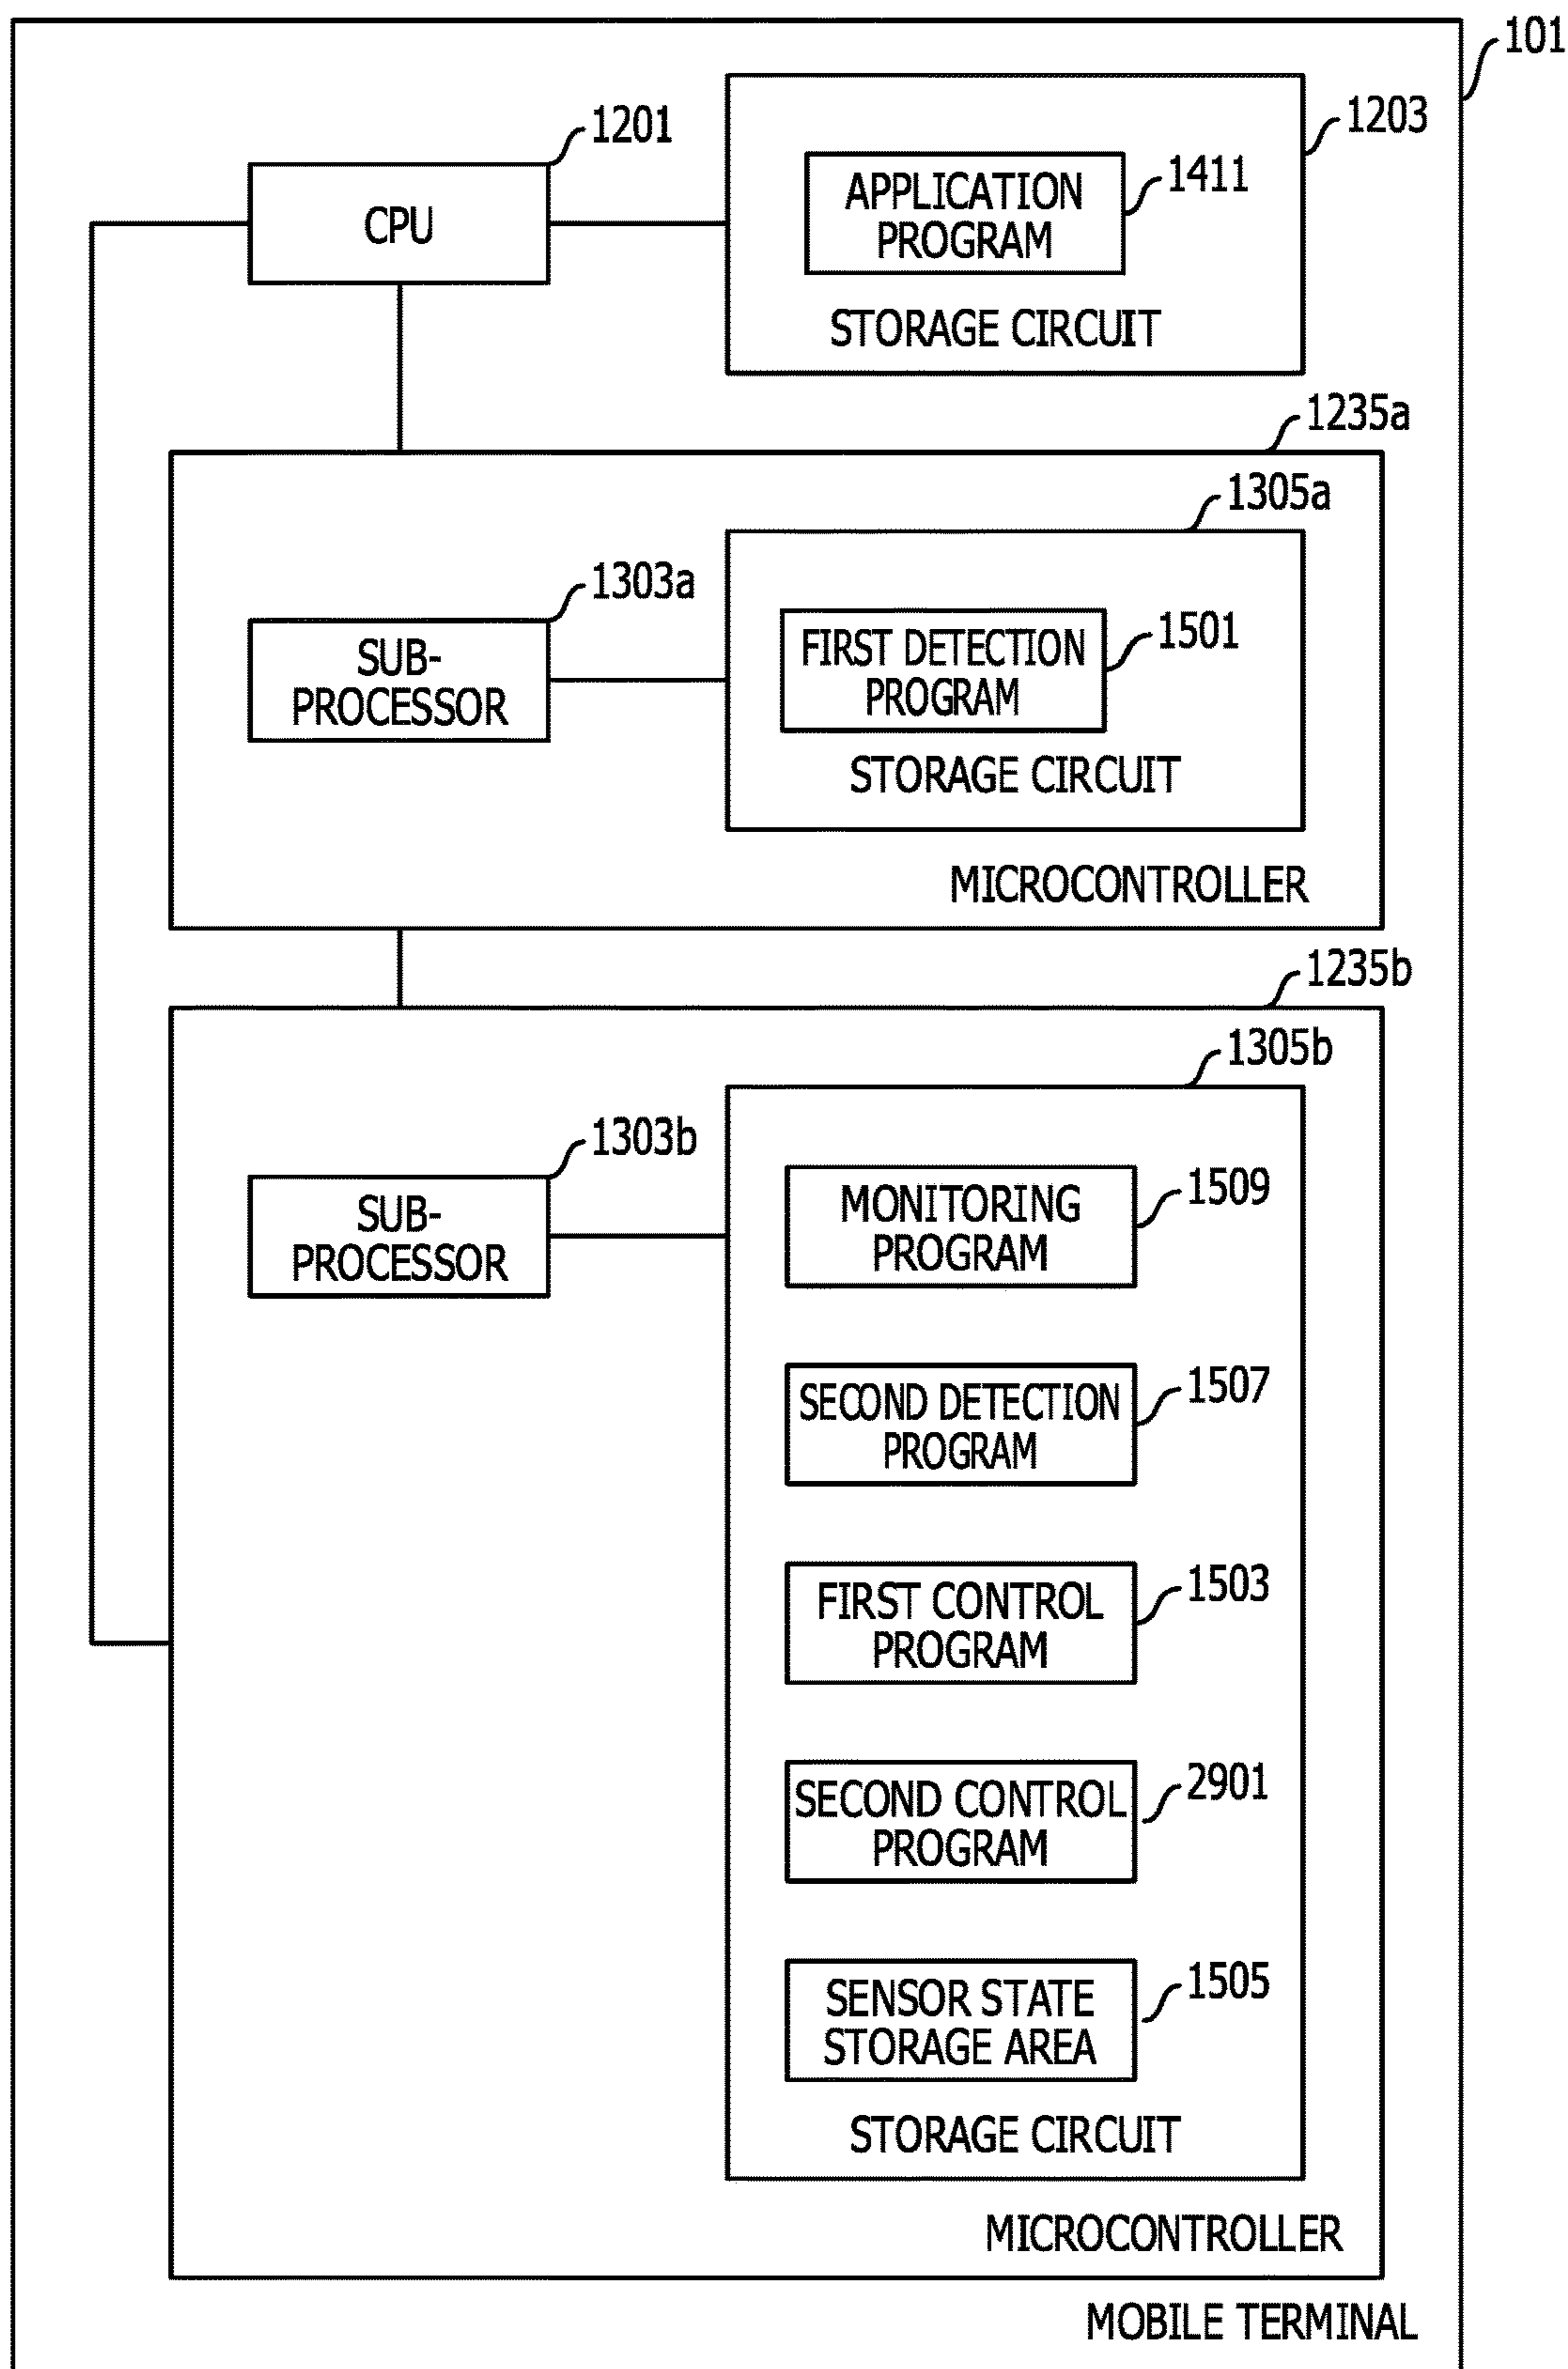 101
1201
CPU
1203
APPLICATION
PROGRAM
1411
STORAGE CIRCUIT
1235a
1305a
1303a
SUB-
PROCESSOR
FIRST DETECTION
PROGRAM
1501
STORAGE CIRCUIT
MICROCONTROLLER
1235b
1305b
1303b
SUB-
PROCESSOR
MONITORING
PROGRAM
1509
SECOND DETECTION
PROGRAM
1507
FIRST CONTROL
PROGRAM
1503
SECOND CONTROL
PROGRAM
2901
SENSOR STATE
STORAGE AREA
1505
STORAGE CIRCUIT
MICROCONTROLLER
MOBILE TERMINAL